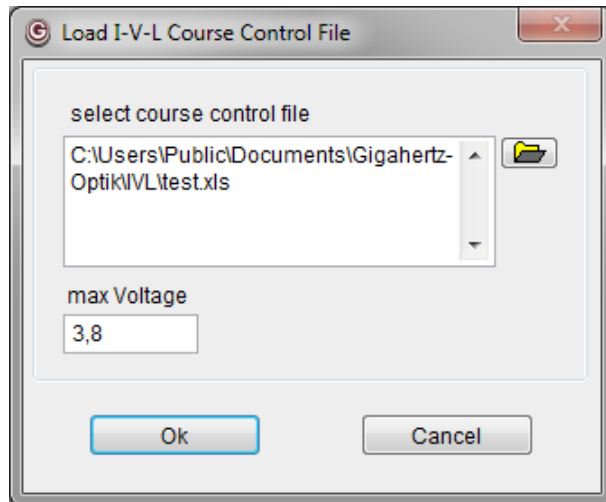 Load I-V-L Course Control File
select course control file
C:\Users\Public\Documents\Gigahertz-
Optik\IVL\test.xls
max Voltage
3,8
Ok
Cancel